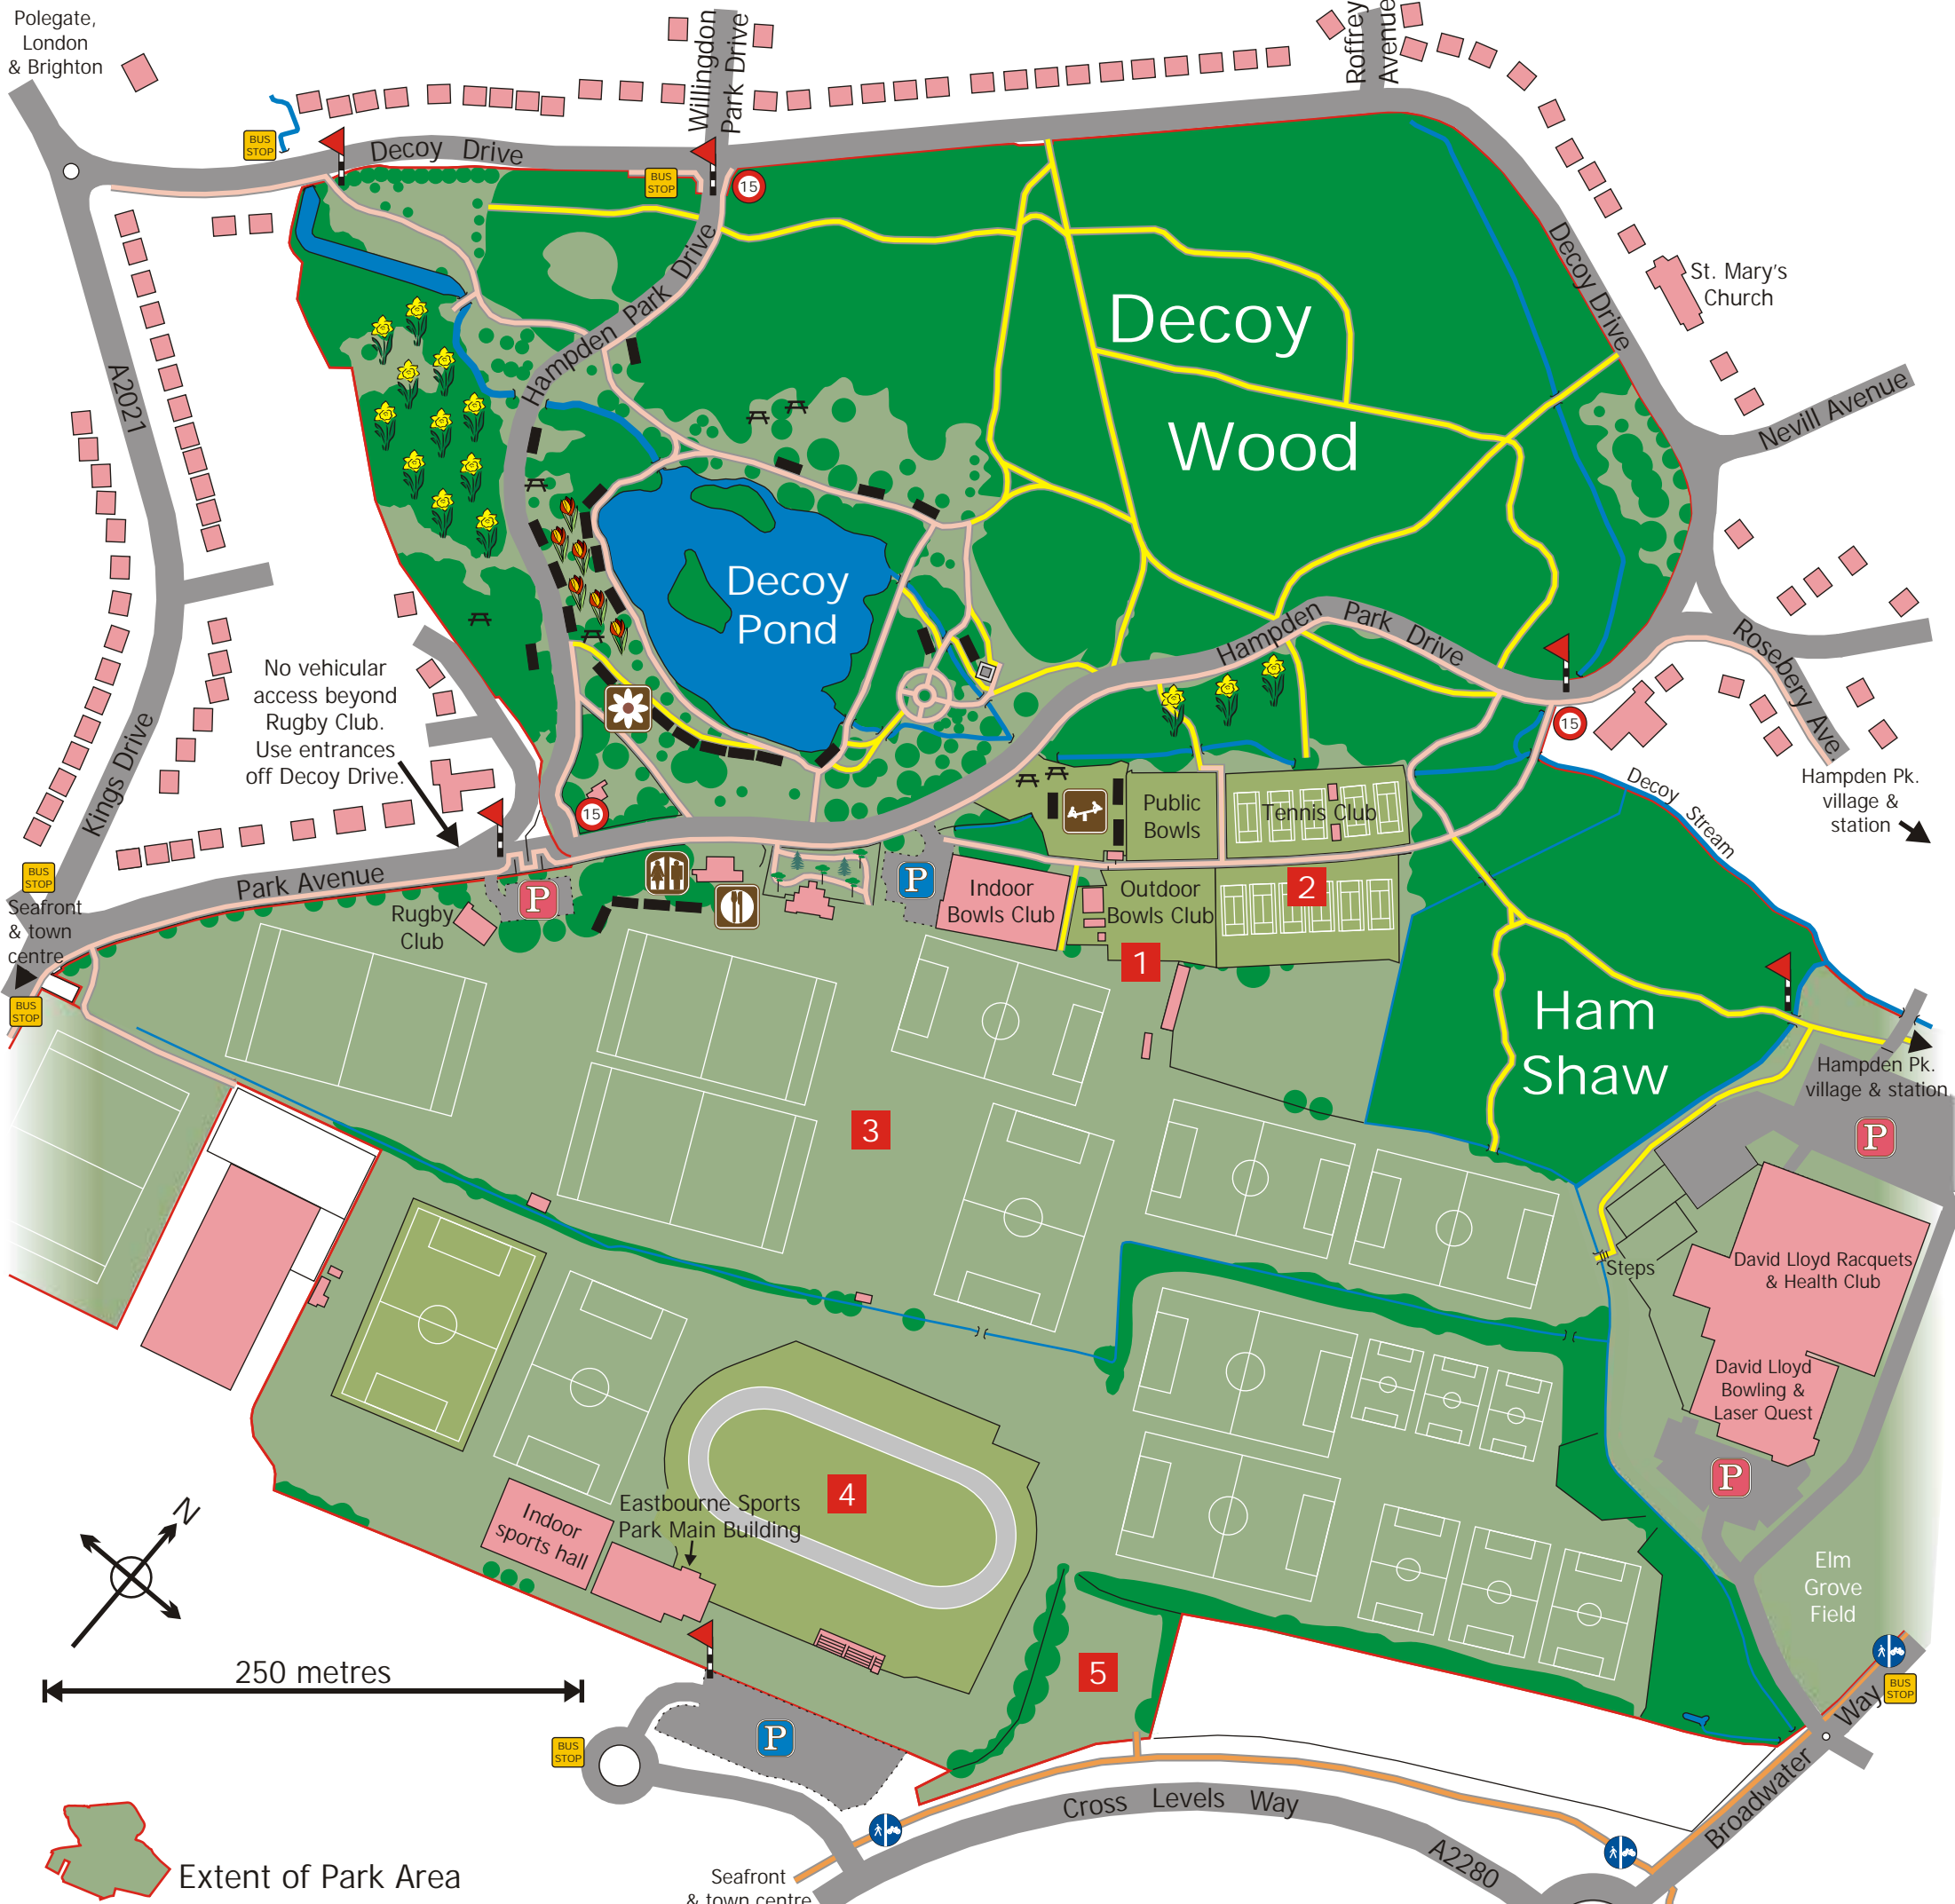 Polegate,
London
& Brighton
Willingdon
Park Drive
Roffrey
Avenue
BUS
STOP
Decoy Drive
BUS
STOP
15
Decoy Drive
St. Mary's
Church
Hampden Park Drive
Decoy
Wood
A2021
Nevill Avenue
Decoy
Pond
Hampden Park Drive
Rosebery Ave
No vehicular
access beyond
Rugby Club.
Use entrances
off Decoy Drive.
Kings Drive
15
15
Hampden Pk.
village &
station
Decoy Stream
Public
Bowls
Tennis Club
BUS
STOP
Park Avenue
P
P
Indoor
Bowls Club
Outdoor
Bowls Club
2
Seafront
& town
centre
Rugby
Club
1
BUS
STOP
Ham
Shaw
Hampden Pk.
village & station
3
P
Steps
David Lloyd Racquets
& Health Club
David Lloyd
Bowling &
Laser Quest
P
4
Eastbourne Sports
Park Main Building
Indoor
sports hall
N
Elm
Grove
Field
250 metres
5
BUS
STOP
P
BUS
STOP
Broadwater Way
Cross Levels Way
A2280
Extent of Park Area
Seafront
& town centre